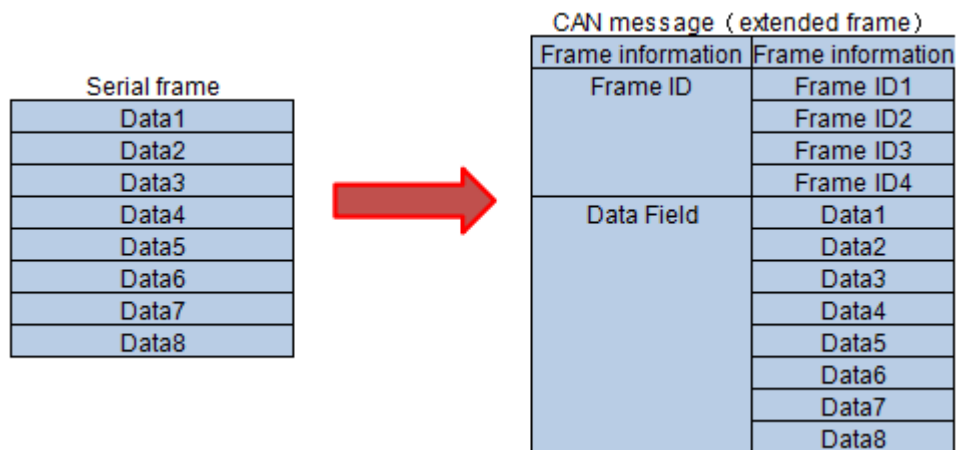 Serial frame
Data1
Data2
Data3
Data4
Data5
Data6
Data7
Data8
CAN message（extended frame）
Frame information Frame information
Frame ID Frame ID1
Frame ID2
Frame ID3
Frame ID4
Data Field Data1
Data2
Data3
Data4
Data5
Data6
Data7
Data8